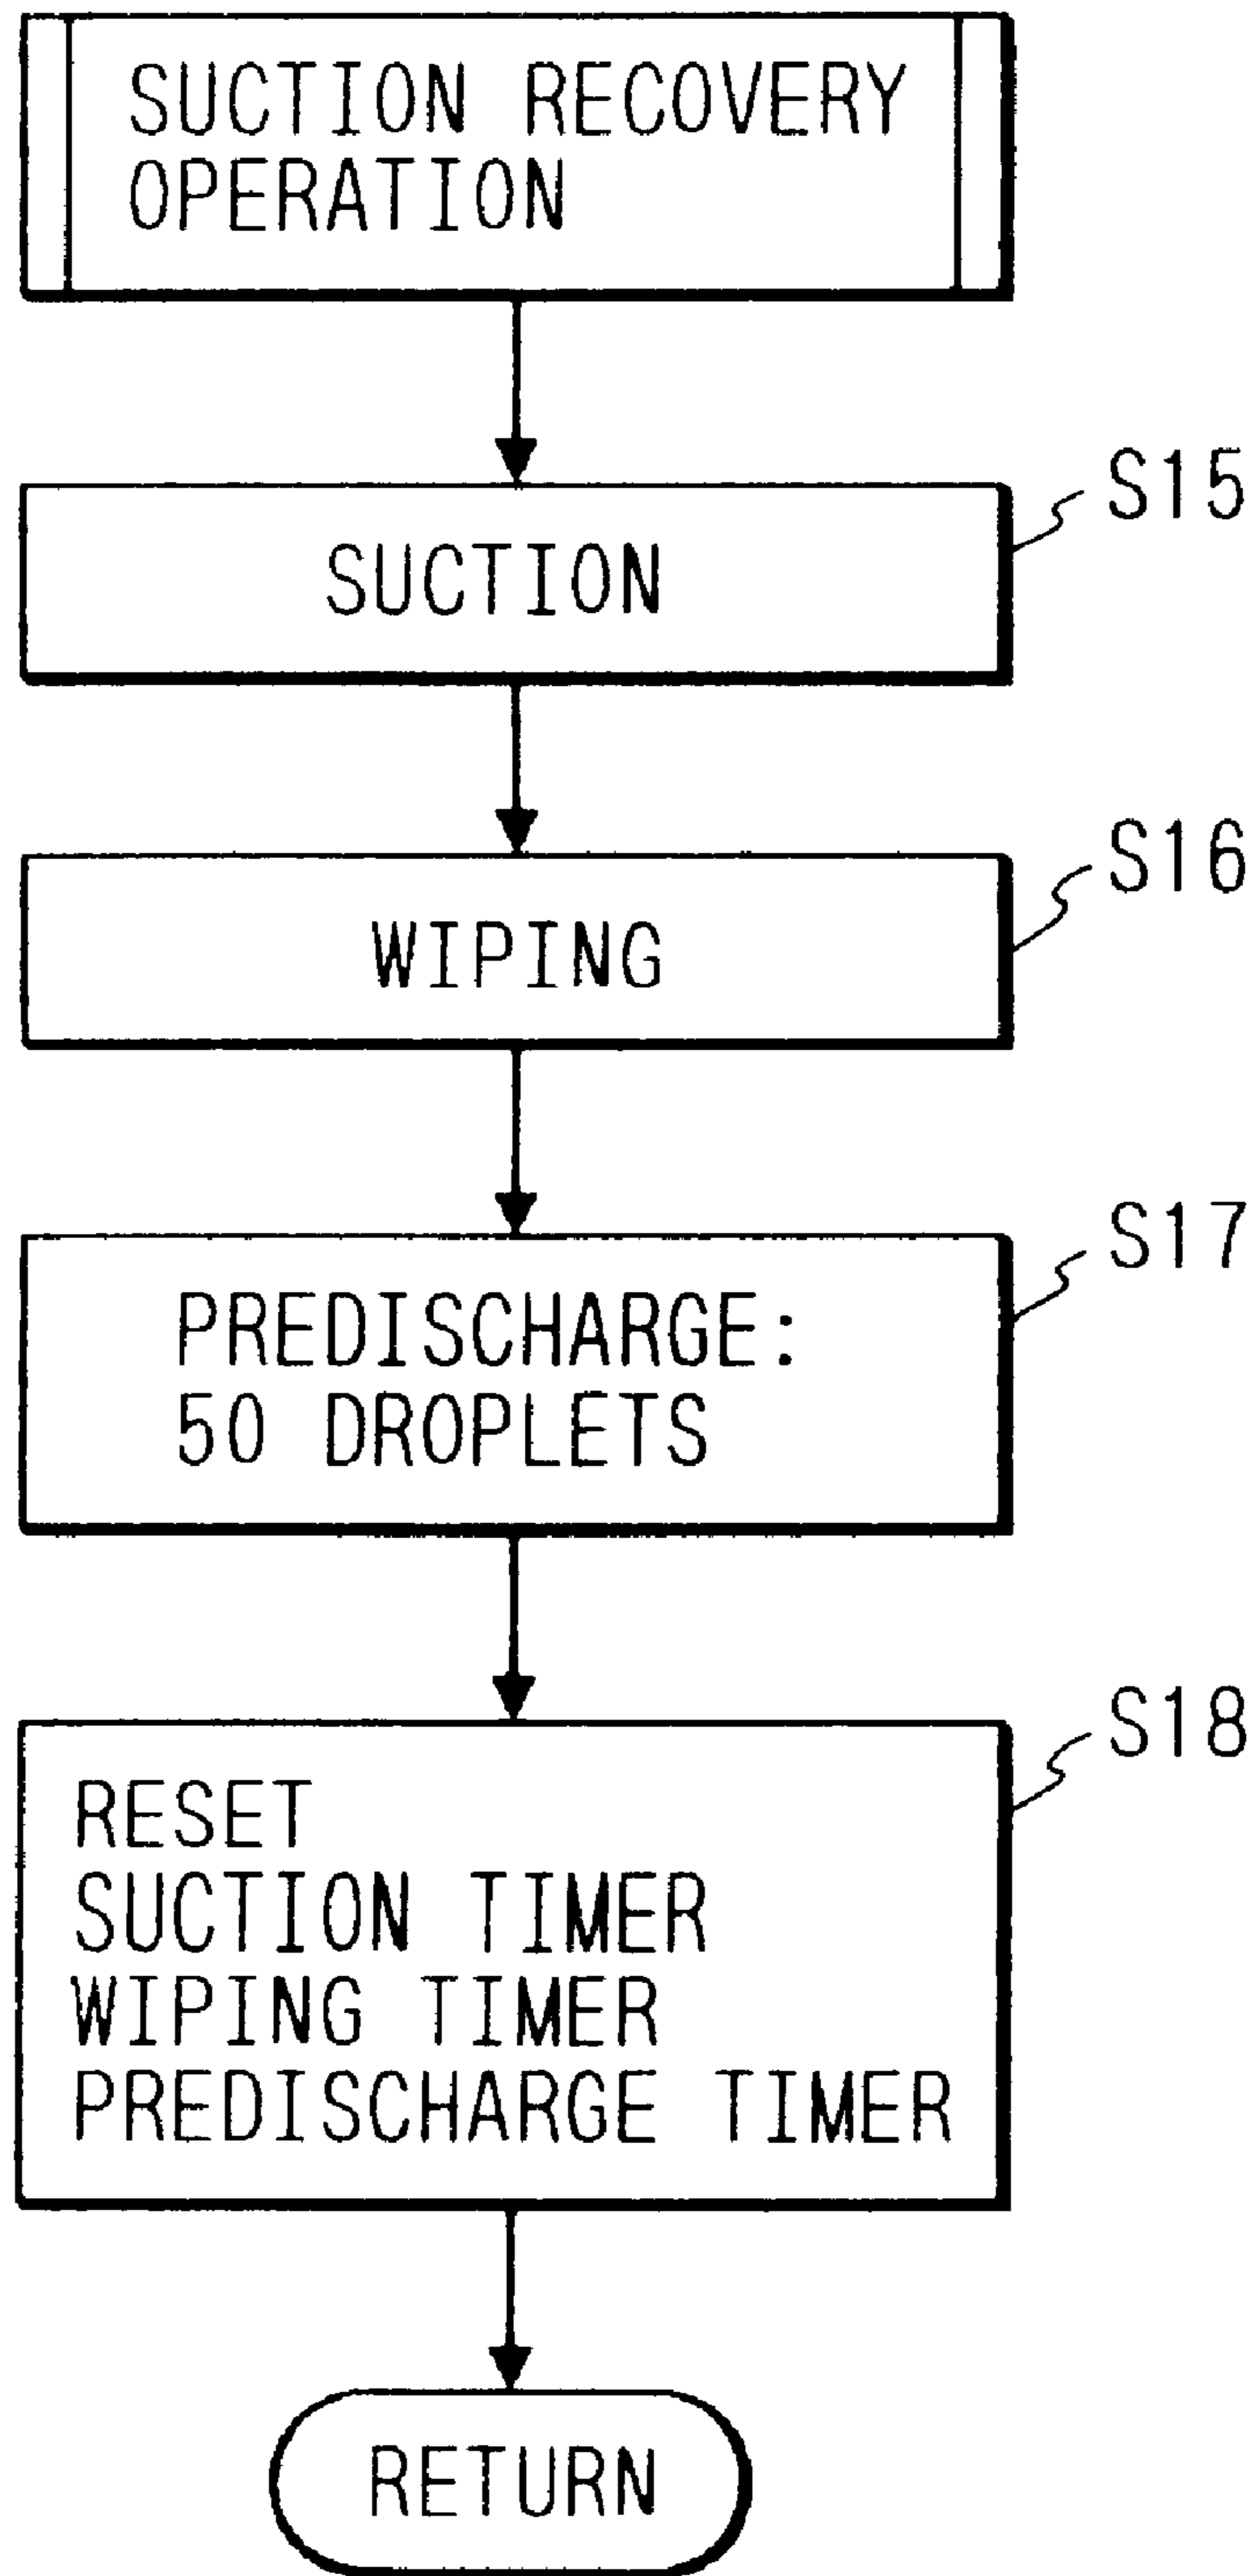 SUCTION RECOVERY
OPERATION
S15
SUCTION
S16
WIPING
S17
PREDISCHARGE:
50 DROPLETS
S18
RESET
SUCTION TIMER
WIPING TIMER
PREDISCHARGE TIMER
RETURN